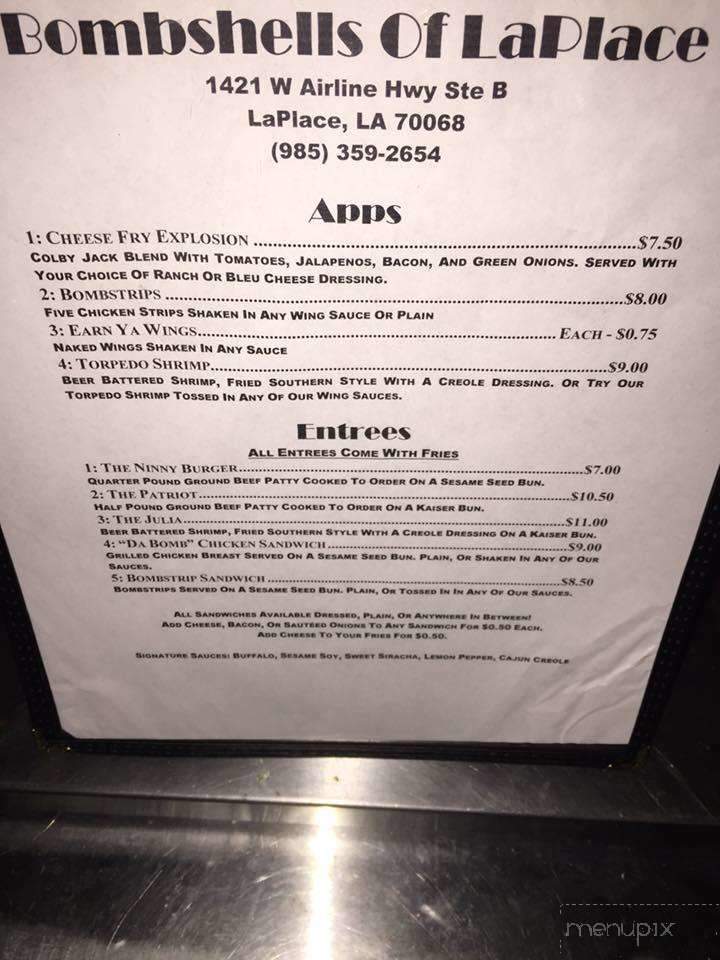 Bombshells Of LaPlace
1421 W Airline Hwy Ste B
LaPlace, LA 70068
(985) 359-2654
Apps
1: Cheese Fry Explosion ........................................................$7.50
Colby Jack Blend With Tomatoes, Jalapenos, Bacon, And Green Onions. Served With
Your Choice Of Ranch Or Bleu Cheese Dressing.
2: Bombstrips ........................................................................$8.00
Five Chicken Strips Shaken In Any Wing Sauce Or Plain
3: Earn Ya Wings........................................................ Each - $0.75
Naked Wings Shaken In Any Sauce
4: Torpedo Shrimp..................................................................$9.00
Beer Battered Shrimp, Fried Southern Style With A Creole Dressing. Or Try Our
Torpedo Shrimp Tossed In Any Of Our Wing Sauces.
Entrees
All Entrees Come With Fries
1: The Ninny Burger..................................................................$7.00
Quarter Pound Ground Beef Patty Cooked To Order On A Sesame Seed Bun.
2: The Patriot........................................................................$10.50
Half Pound Ground Beef Patty Cooked To Order On A Kaiser Bun.
3: The Julia...........................................................................$11.00
Beer Battered Shrimp, Fried Southern Style With A Creole Dressing On A Kaiser Bun.
4: "Da Bomb" Chicken Sandwich ..............................................$9.00
Grilled Chicken Breast Served On A Sesame Seed Bun. Plain, Or Shaken In Any Of Our
Sauces.
5: Bombstrip Sandwich ..........................................................$8.50
Bombstrips Served On A Sesame Seed Bun. Plain, Or Tossed In In Any Of Our Sauces.
All Sandwiches Available Dressed, Plain, Or Anywhere In Between!
Add Cheese, Bacon, Or Sautéed Onions To Any Sandwich For $0.50 Each.
Add Cheese To Your Fries For $0.50.
Signature Sauces: Buffalo, Sesame Soy, Sweet Siracha, Lemon Pepper, Cajun Creole
menupix